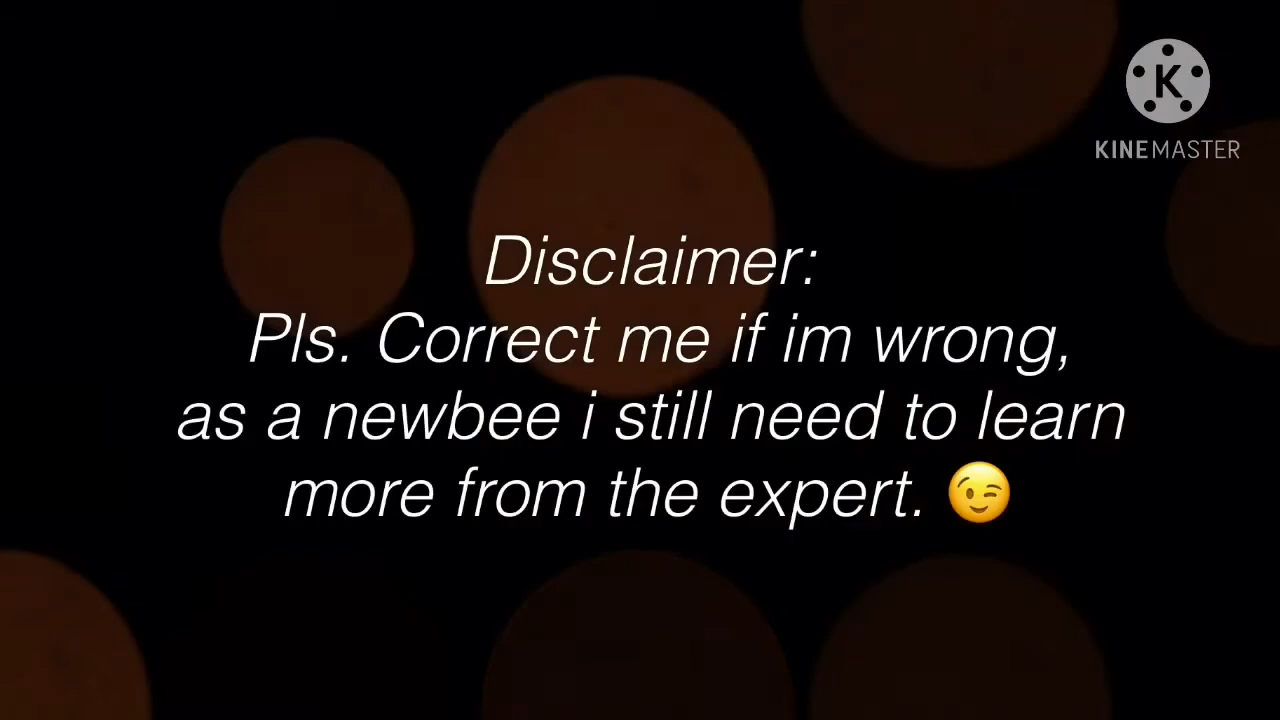 K
KINEMASTER
Disclaimer:
Pls. Correct me if im wrong,
as a newbee i still need to learn
more from the expert. 😉